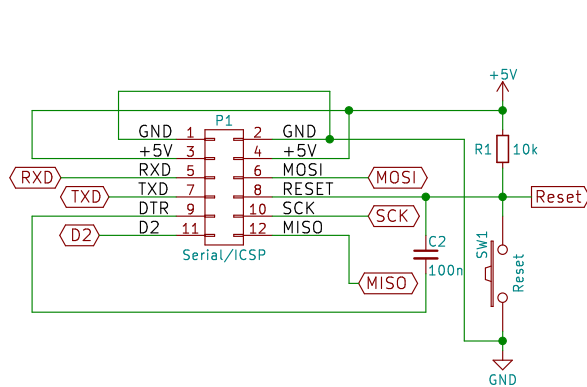 +5V
P1
GND 1 2 GND
+5V 3 4 +5V
R1 10k
RXD RXD 5 6 MOSI MOSI
TXD TXD 7 8 RESET Reset
DTR 9 10 SCK SCK
D2 D2 11 12 MISO
C2
SW1
Serial/ICSP
100n
Reset
MISO
GND